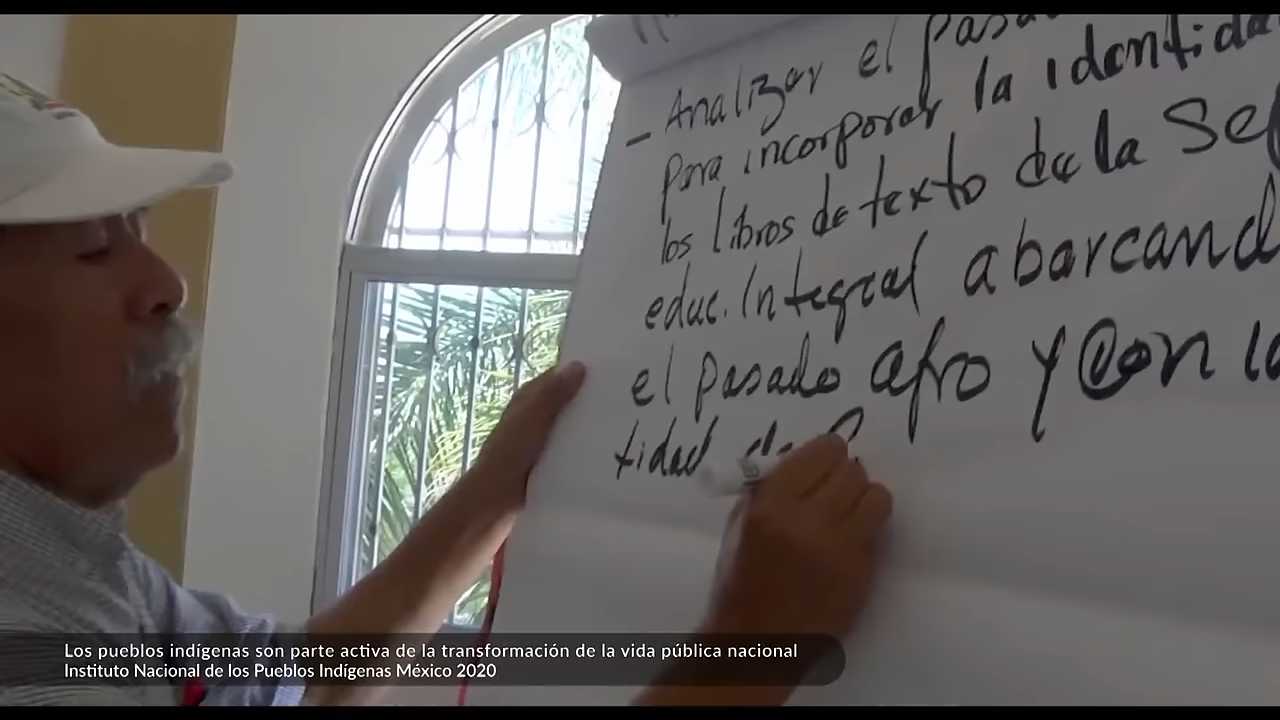 - Analizar el pasa
para incorporar la identida
los libros de texto de la Se
educ. Integral abarcand
el pasado afro y con la
tidad de
Los pueblos indígenas son parte activa de la transformación de la vida pública nacional
Instituto Nacional de los Pueblos Indígenas México 2020